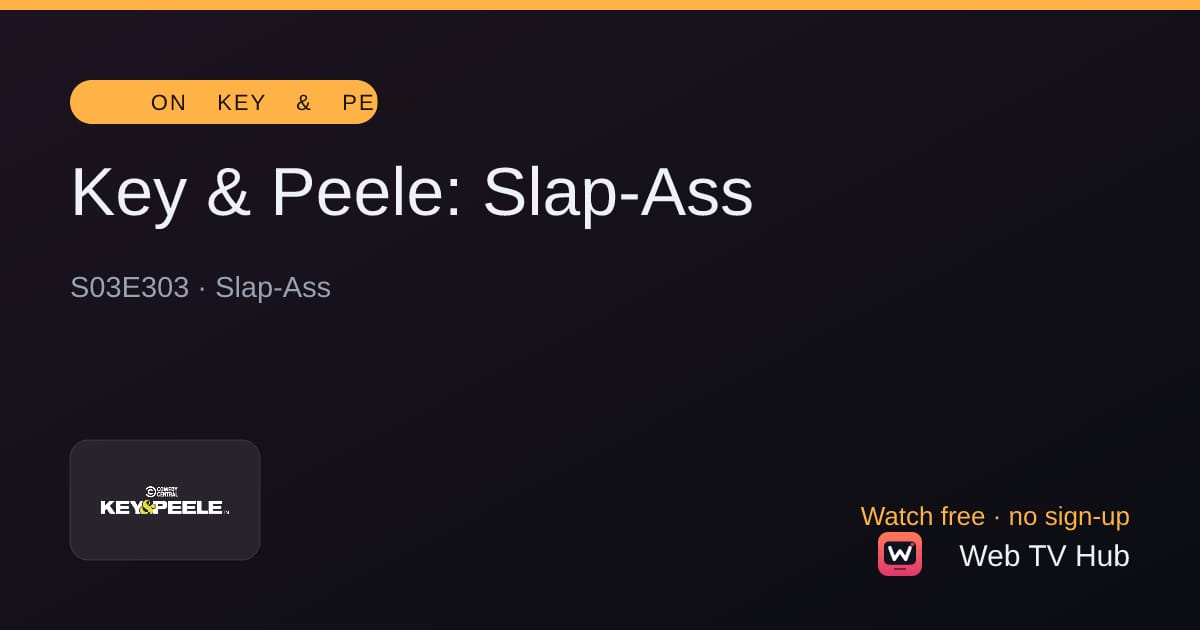 ON KEY & PE
Key & Peele: Slap-Ass
S03E303 · Slap-Ass
COMEDY
CENTRAL
KEY&PEELE
Watch free · no sign-up
Web TV Hub